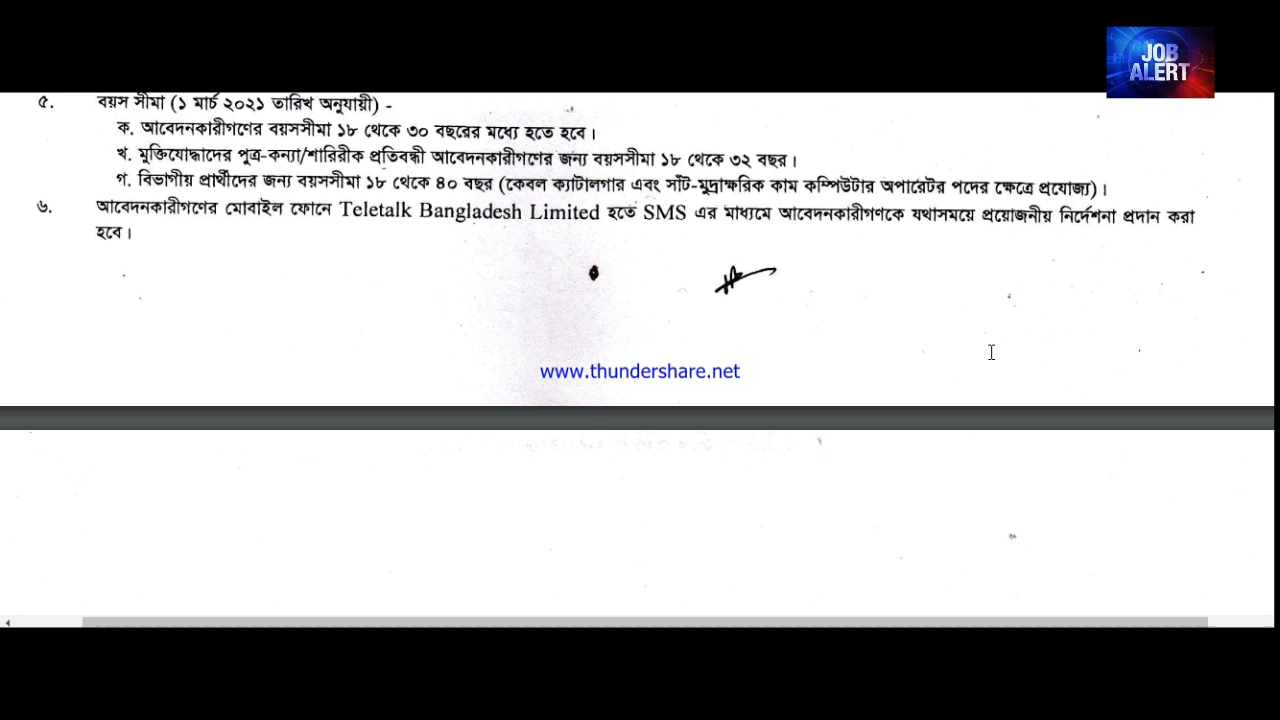 JOB
ALERT
৫. বয়স সীমা (১ মার্চ ২০২১ তারিখ অনুযায়ী) -
ক. আবেদনকারীগণের বয়সসীমা ১৮ থেকে ৩০ বছরের মধ্যে হতে হবে।
খ. মুক্তিযোদ্ধাদের পুত্র-কন্যা/শারিরীক প্রতিবন্ধী আবেদনকারীগণের জন্য বয়সসীমা ১৮ থেকে ৩২ বছর।
গ. বিভাগীয় প্রার্থীদের জন্য বয়সসীমা ১৮ থেকে ৪০ বছর (কেবল ক্যাটালগার এবং সাঁট-মুদ্রাক্ষরিক কাম কম্পিউটার অপারেটর পদের ক্ষেত্রে প্রযোজ্য)।
৬. আবেদনকারীগণের মোবাইল ফোনে Teletalk Bangladesh Limited হতে SMS এর মাধ্যমে আবেদনকারীগণকে যথাসময়ে প্রয়োজনীয় নির্দেশনা প্রদান করা
হবে।
www.thundershare.net